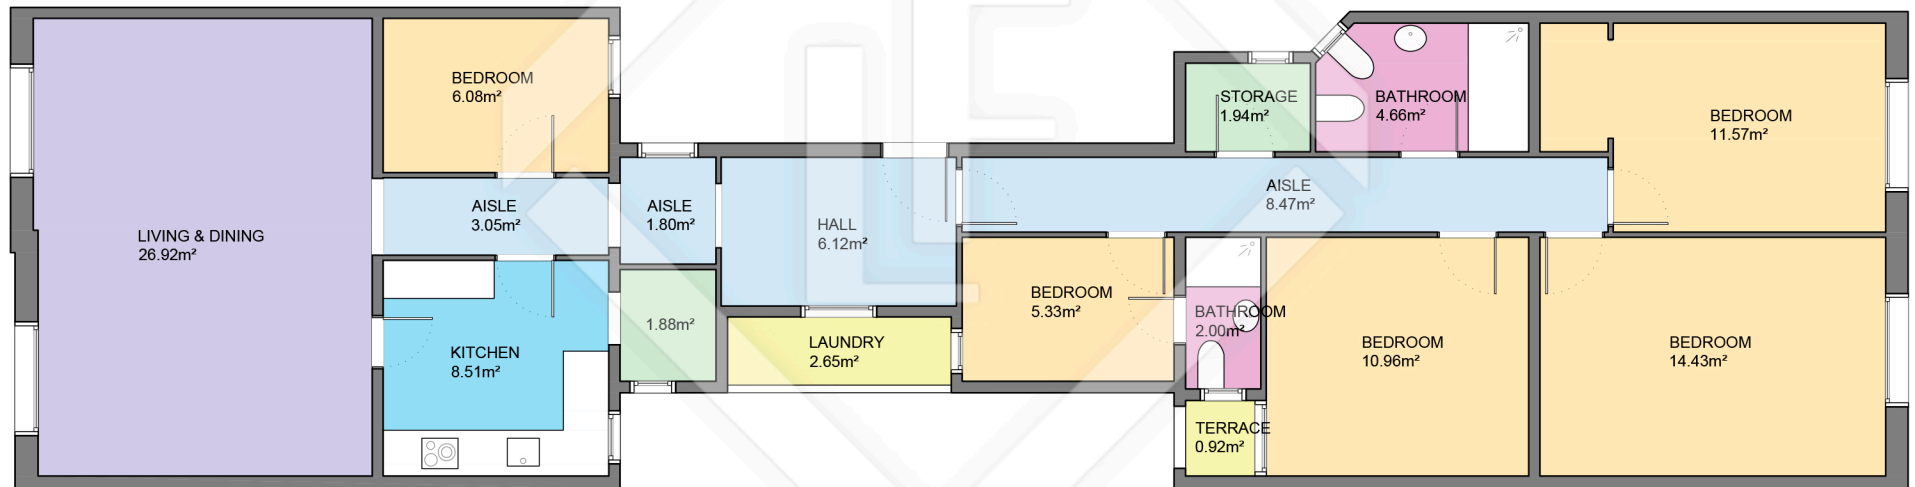 BEDROOM
6.08m²
LIVING & DINING
26.92m²
AISLE
3.05m²
AISLE
1.80m²
KITCHEN
8.51m²
1.88m²
HALL
6.12m²
LAUNDRY
2.65m²
STORAGE
1.94m²
BATHROOM
4.66m²
BEDROOM
11.57m²
AISLE
8.47m²
BEDROOM
5.33m²
BATHROOM
2.00m²
TERRACE
0.92m²
BEDROOM
10.96m²
BEDROOM
14.43m²